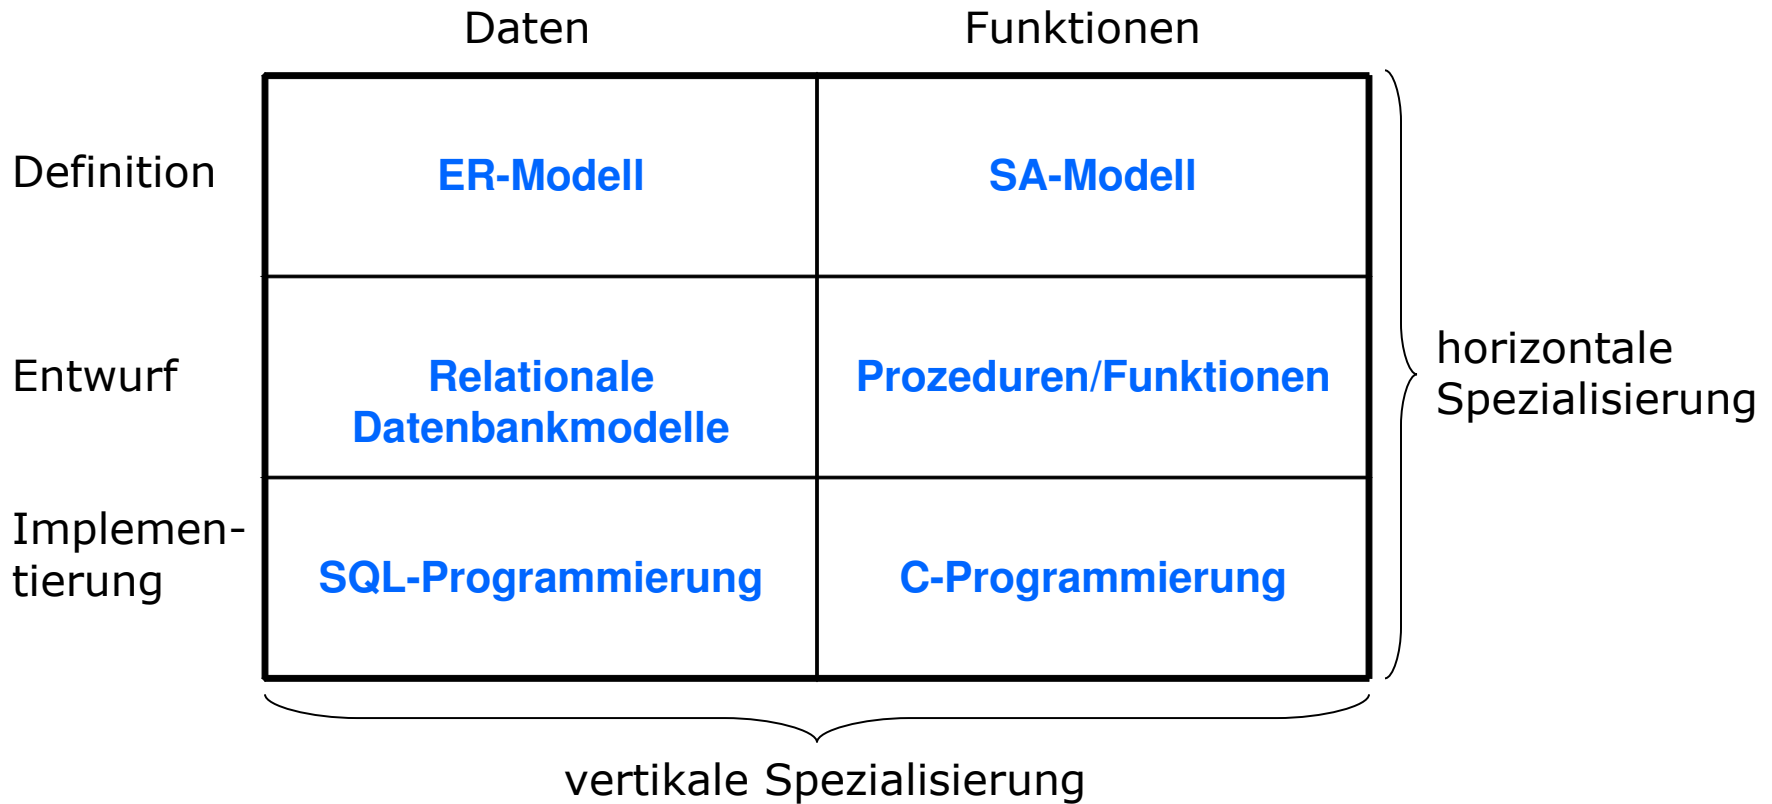 Daten
Funktionen
Definition
ER-Modell
SA-Modell
Entwurf
Relationale
Datenbankmodelle
Prozeduren/Funktionen
horizontale
Spezialisierung
Implemen-
tierung
SQL-Programmierung
C-Programmierung
vertikale Spezialisierung